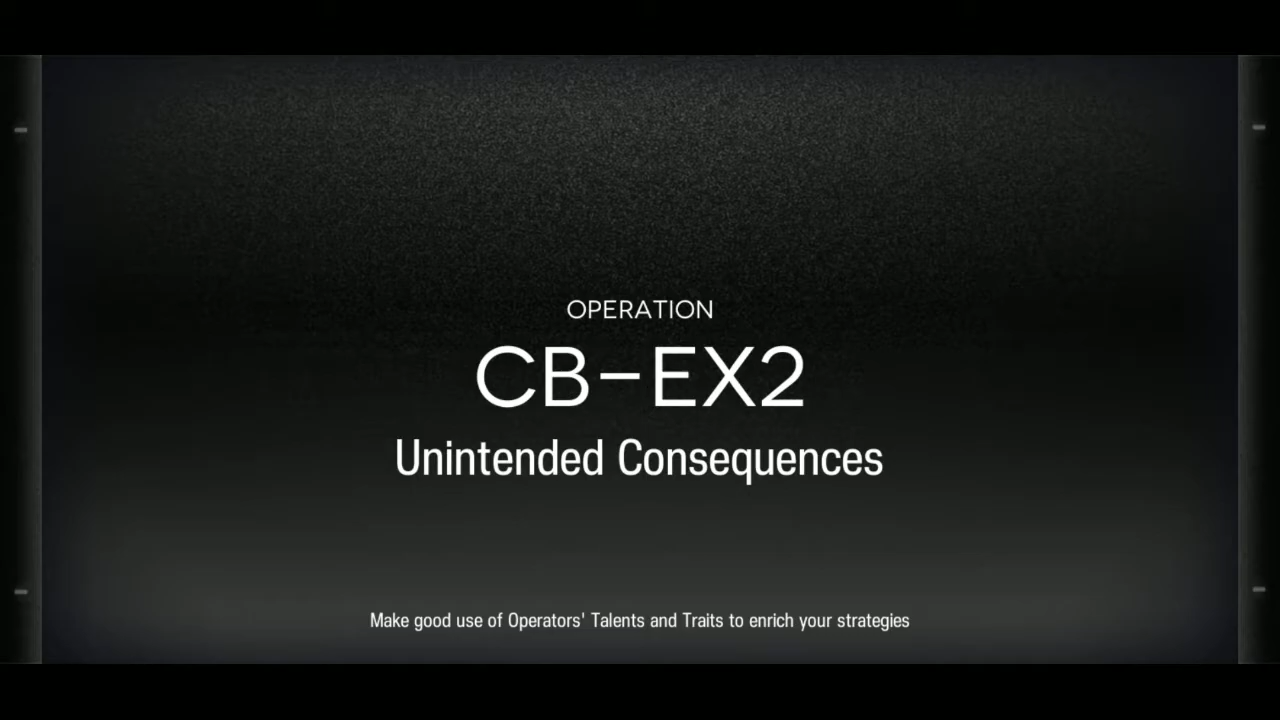 OPERATION
CB-EX2
Unintended Consequences
Make good use of Operators' Talents and Traits to enrich your strategies